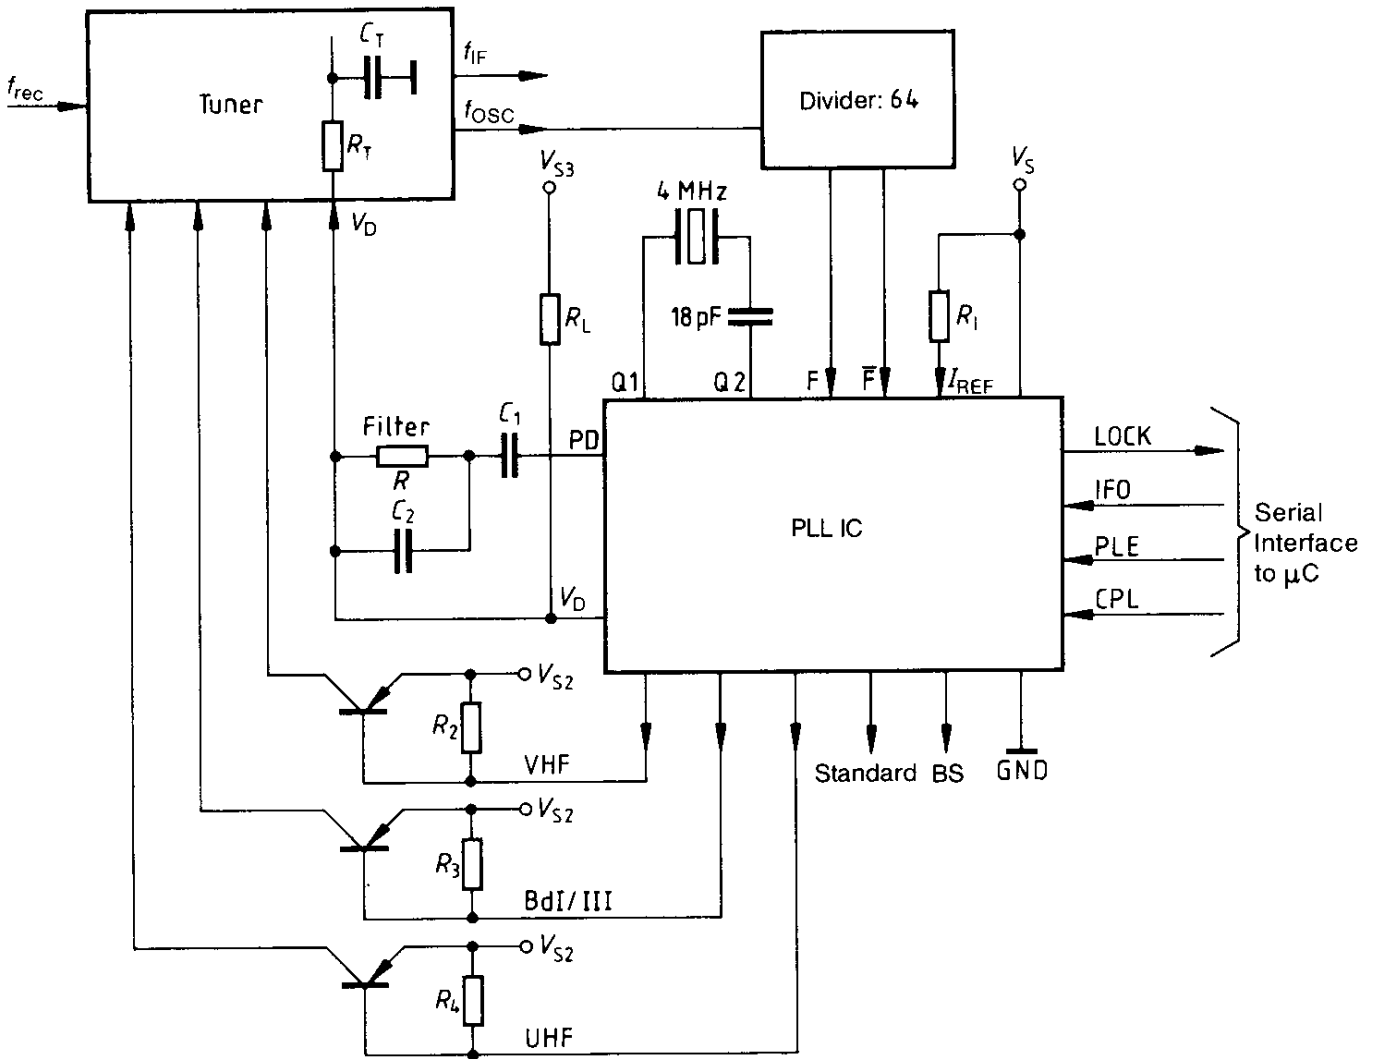 C_T
f_IF
f_rec
Tuner
f_OSC
R_T
V_D
Divider: 64
V_S3
V_S
4 MHz
R_L
18 pF
R_I
Q1
Q2
F
F̅
I_REF
C_1
Filter
PD
R
C_2
V_D
PLL IC
LOCK
IFO
PLE
CPL
Serial
Interface
to μC
V_S2
R_2
VHF
Standard
BS
GND
V_S2
R_3
BdI/III
V_S2
R_4
UHF